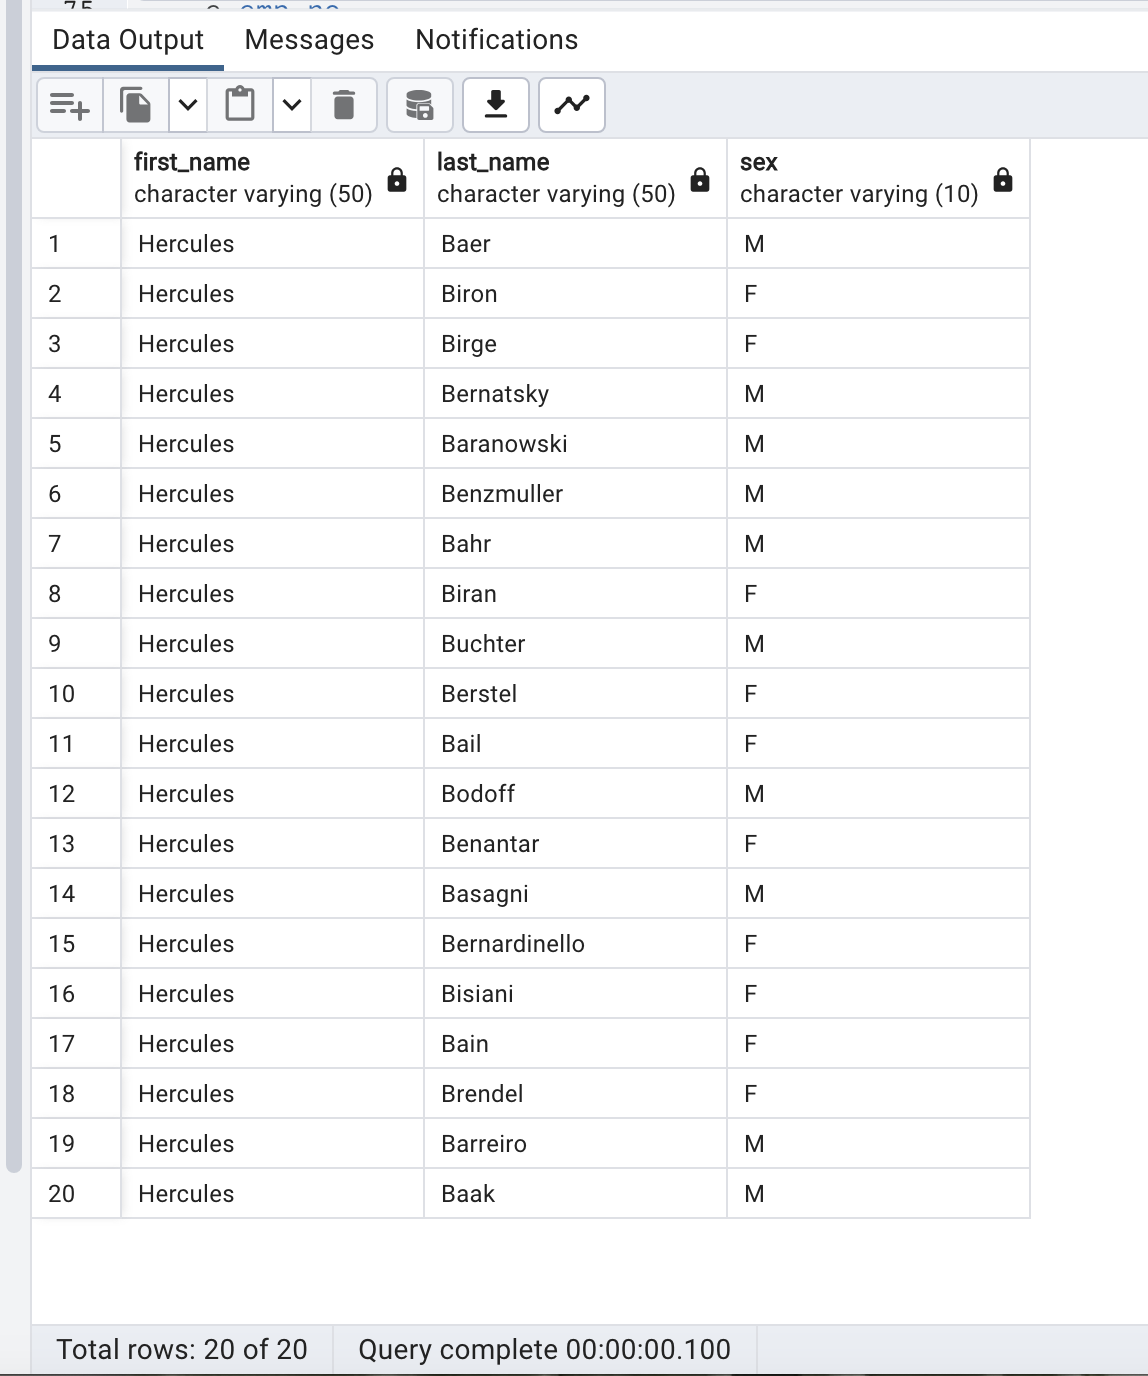 Data Output Messages Notifications
first_name last_name sex
character varying (50) character varying (50) character varying (10)
1 Hercules Baer M
2 Hercules Biron F
3 Hercules Birge F
4 Hercules Bernatsky M
5 Hercules Baranowski M
6 Hercules Benzmuller M
7 Hercules Bahr M
8 Hercules Biran F
9 Hercules Buchter M
10 Hercules Berstel F
11 Hercules Bail F
12 Hercules Bodoff M
13 Hercules Benantar F
14 Hercules Basagni M
15 Hercules Bernardinello F
16 Hercules Bisiani F
17 Hercules Bain F
18 Hercules Brendel F
19 Hercules Barreiro M
20 Hercules Baak M
Total rows: 20 of 20 Query complete 00:00:00.100